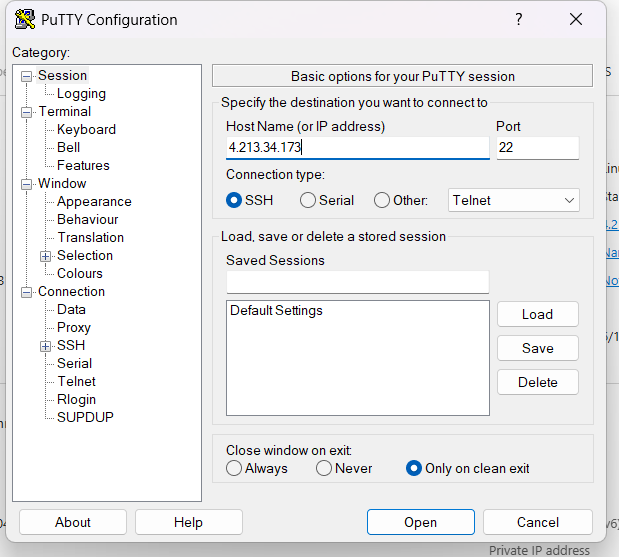 PuTTY Configuration
?
Category:
Session
Logging
Terminal
Keyboard
Bell
Features
Window
Appearance
Behaviour
Translation
Selection
Colours
Connection
Data
Proxy
SSH
Serial
Telnet
Rlogin
SUPDUP
Basic options for your PuTTY session
Specify the destination you want to connect to
Host Name (or IP address) Port
4.213.34.173 22
Connection type:
SSH Serial Other: Telnet
Load, save or delete a stored session
Saved Sessions
Default Settings
Load
Save
Delete
Close window on exit:
Always Never Only on clean exit
About Help Open Cancel
Private IP address